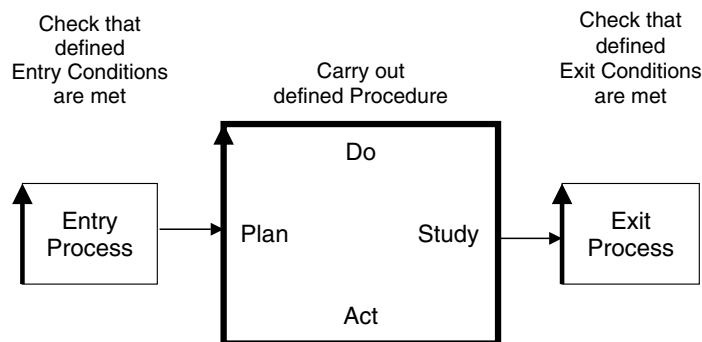 Check that
defined
Entry Conditions
are met
Carry out
defined Procedure
Check that
defined
Exit Conditions
are met
Entry
Process
Do
Plan
Study
Act
Exit
Process